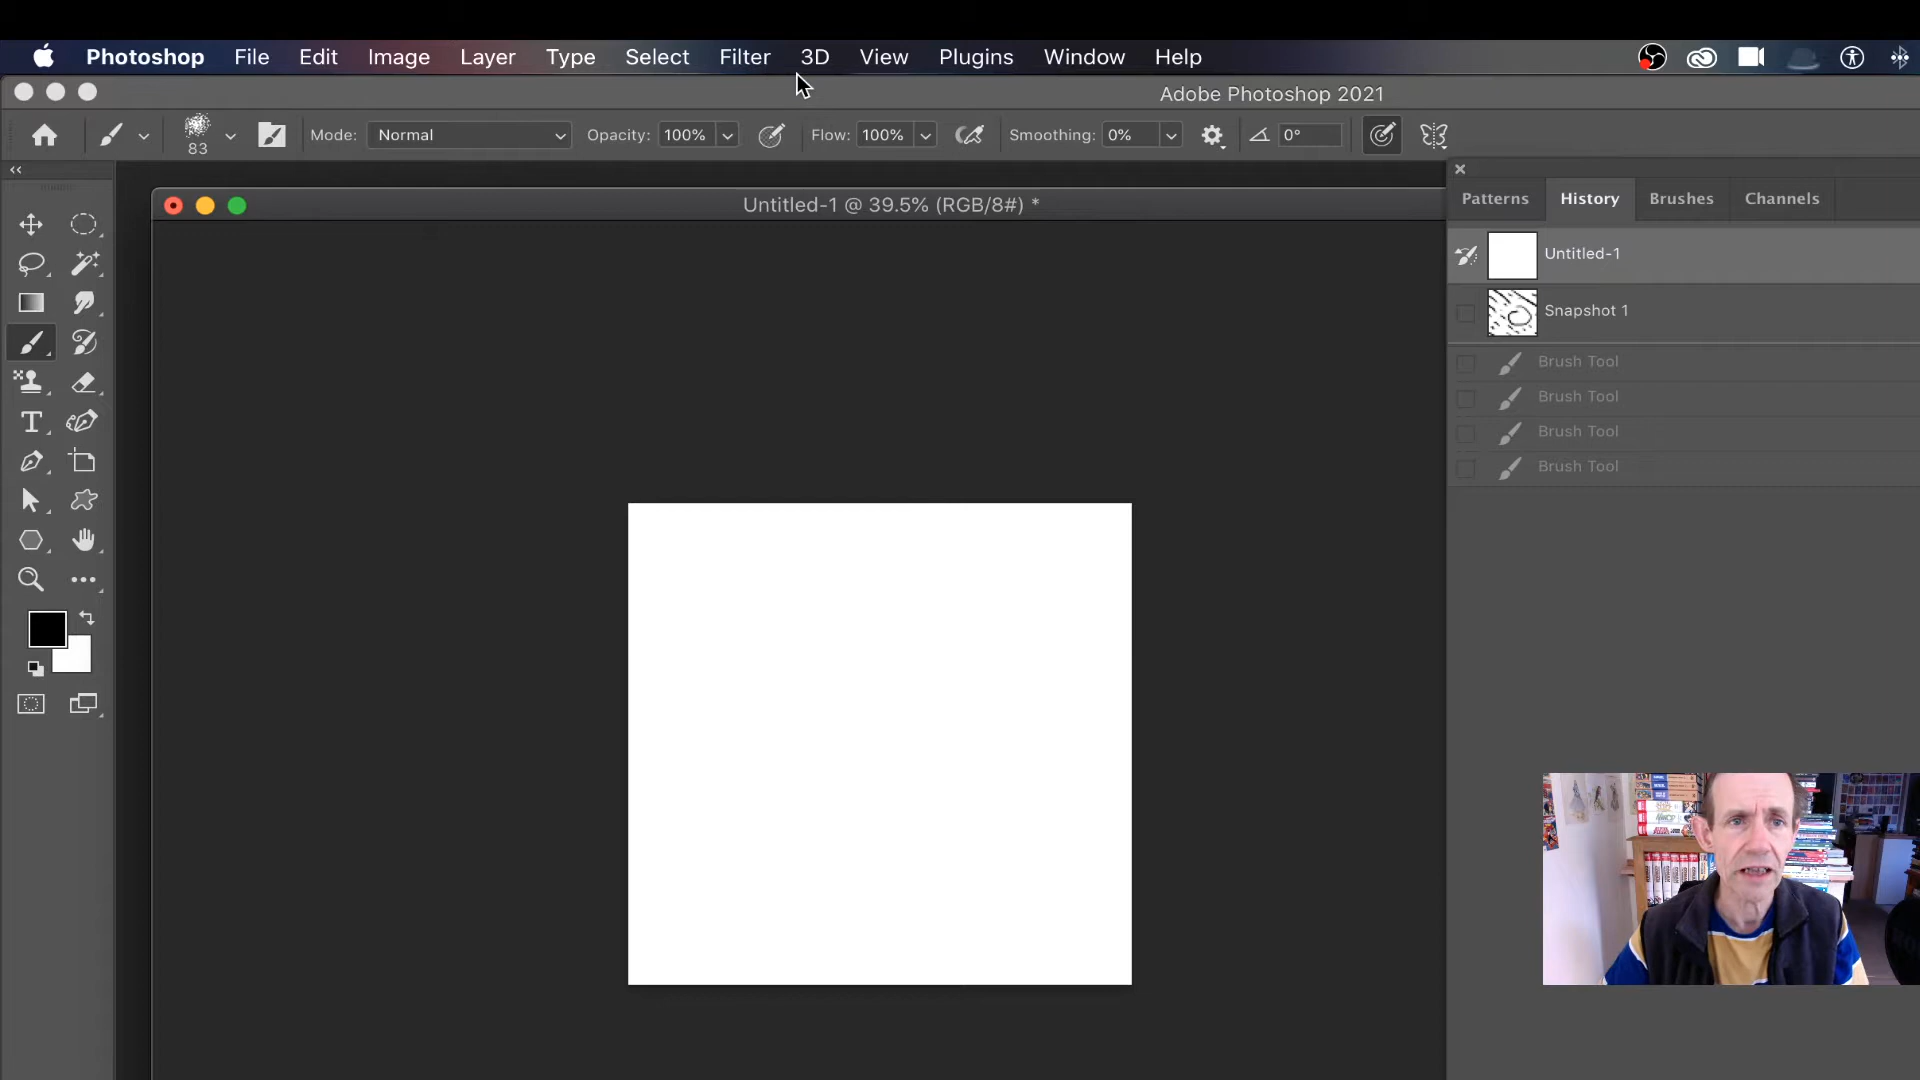 Photoshop File Edit Image Layer Type Select Filter 3D View Plugins Window Help
Adobe Photoshop 2021
83 Mode: Normal Opacity: 100% Flow: 100% Smoothing: 0% 0°
Untitled-1 @ 39.5% (RGB/8#) *
Patterns History Brushes Channels
Untitled-1
Snapshot 1
Brush Tool
Brush Tool
Brush Tool
Brush Tool